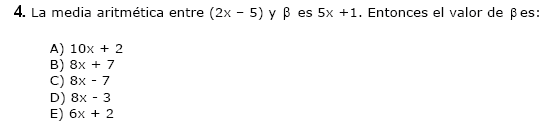 4. La media aritmética entre (2x – 5) y β es 5x +1. Entonces el valor de β es:
A) 10x + 2
B) 8x + 7
C) 8x - 7
D) 8x - 3
E) 6x + 2